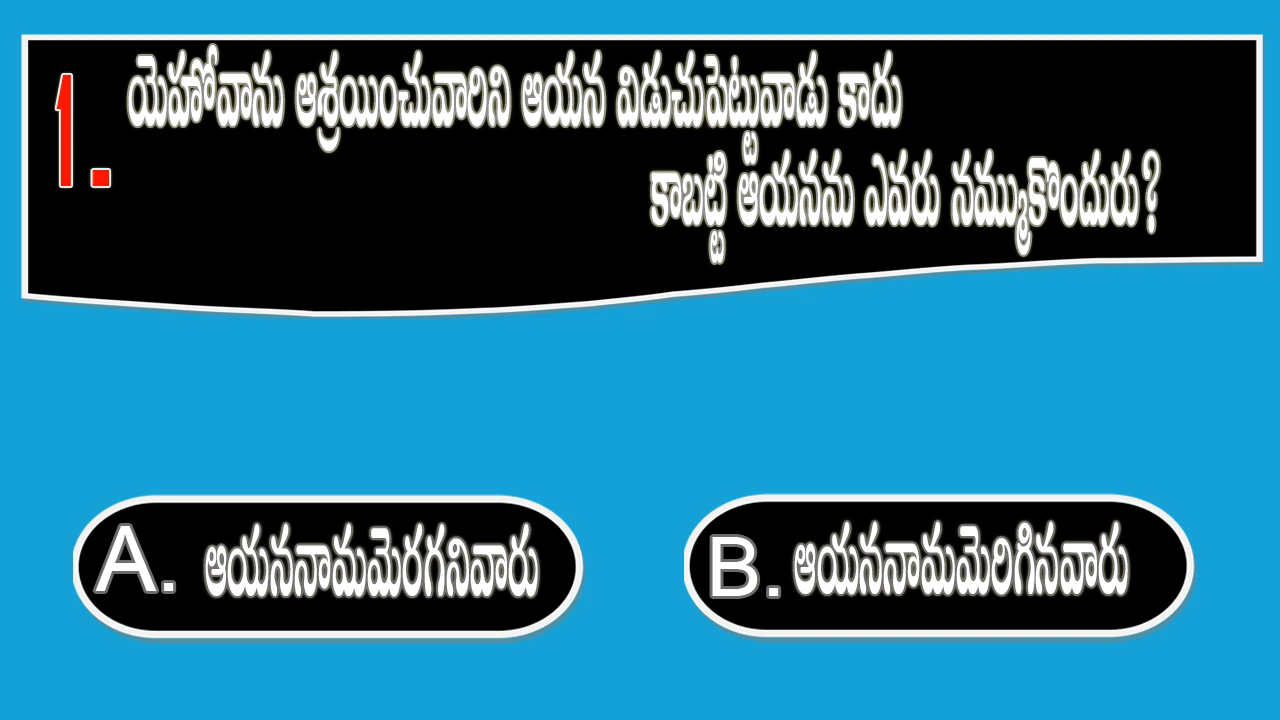 1. యెహోవాను ఆశ్రయించువారిని ఆయన విడుచుపెట్టువాడు కాదు
కాబట్టి ఆయనను ఎవరు నమ్ముకొందురు?
A. ఆయననామమెరగనివారు
B. ఆయననామమెరిగినవారు